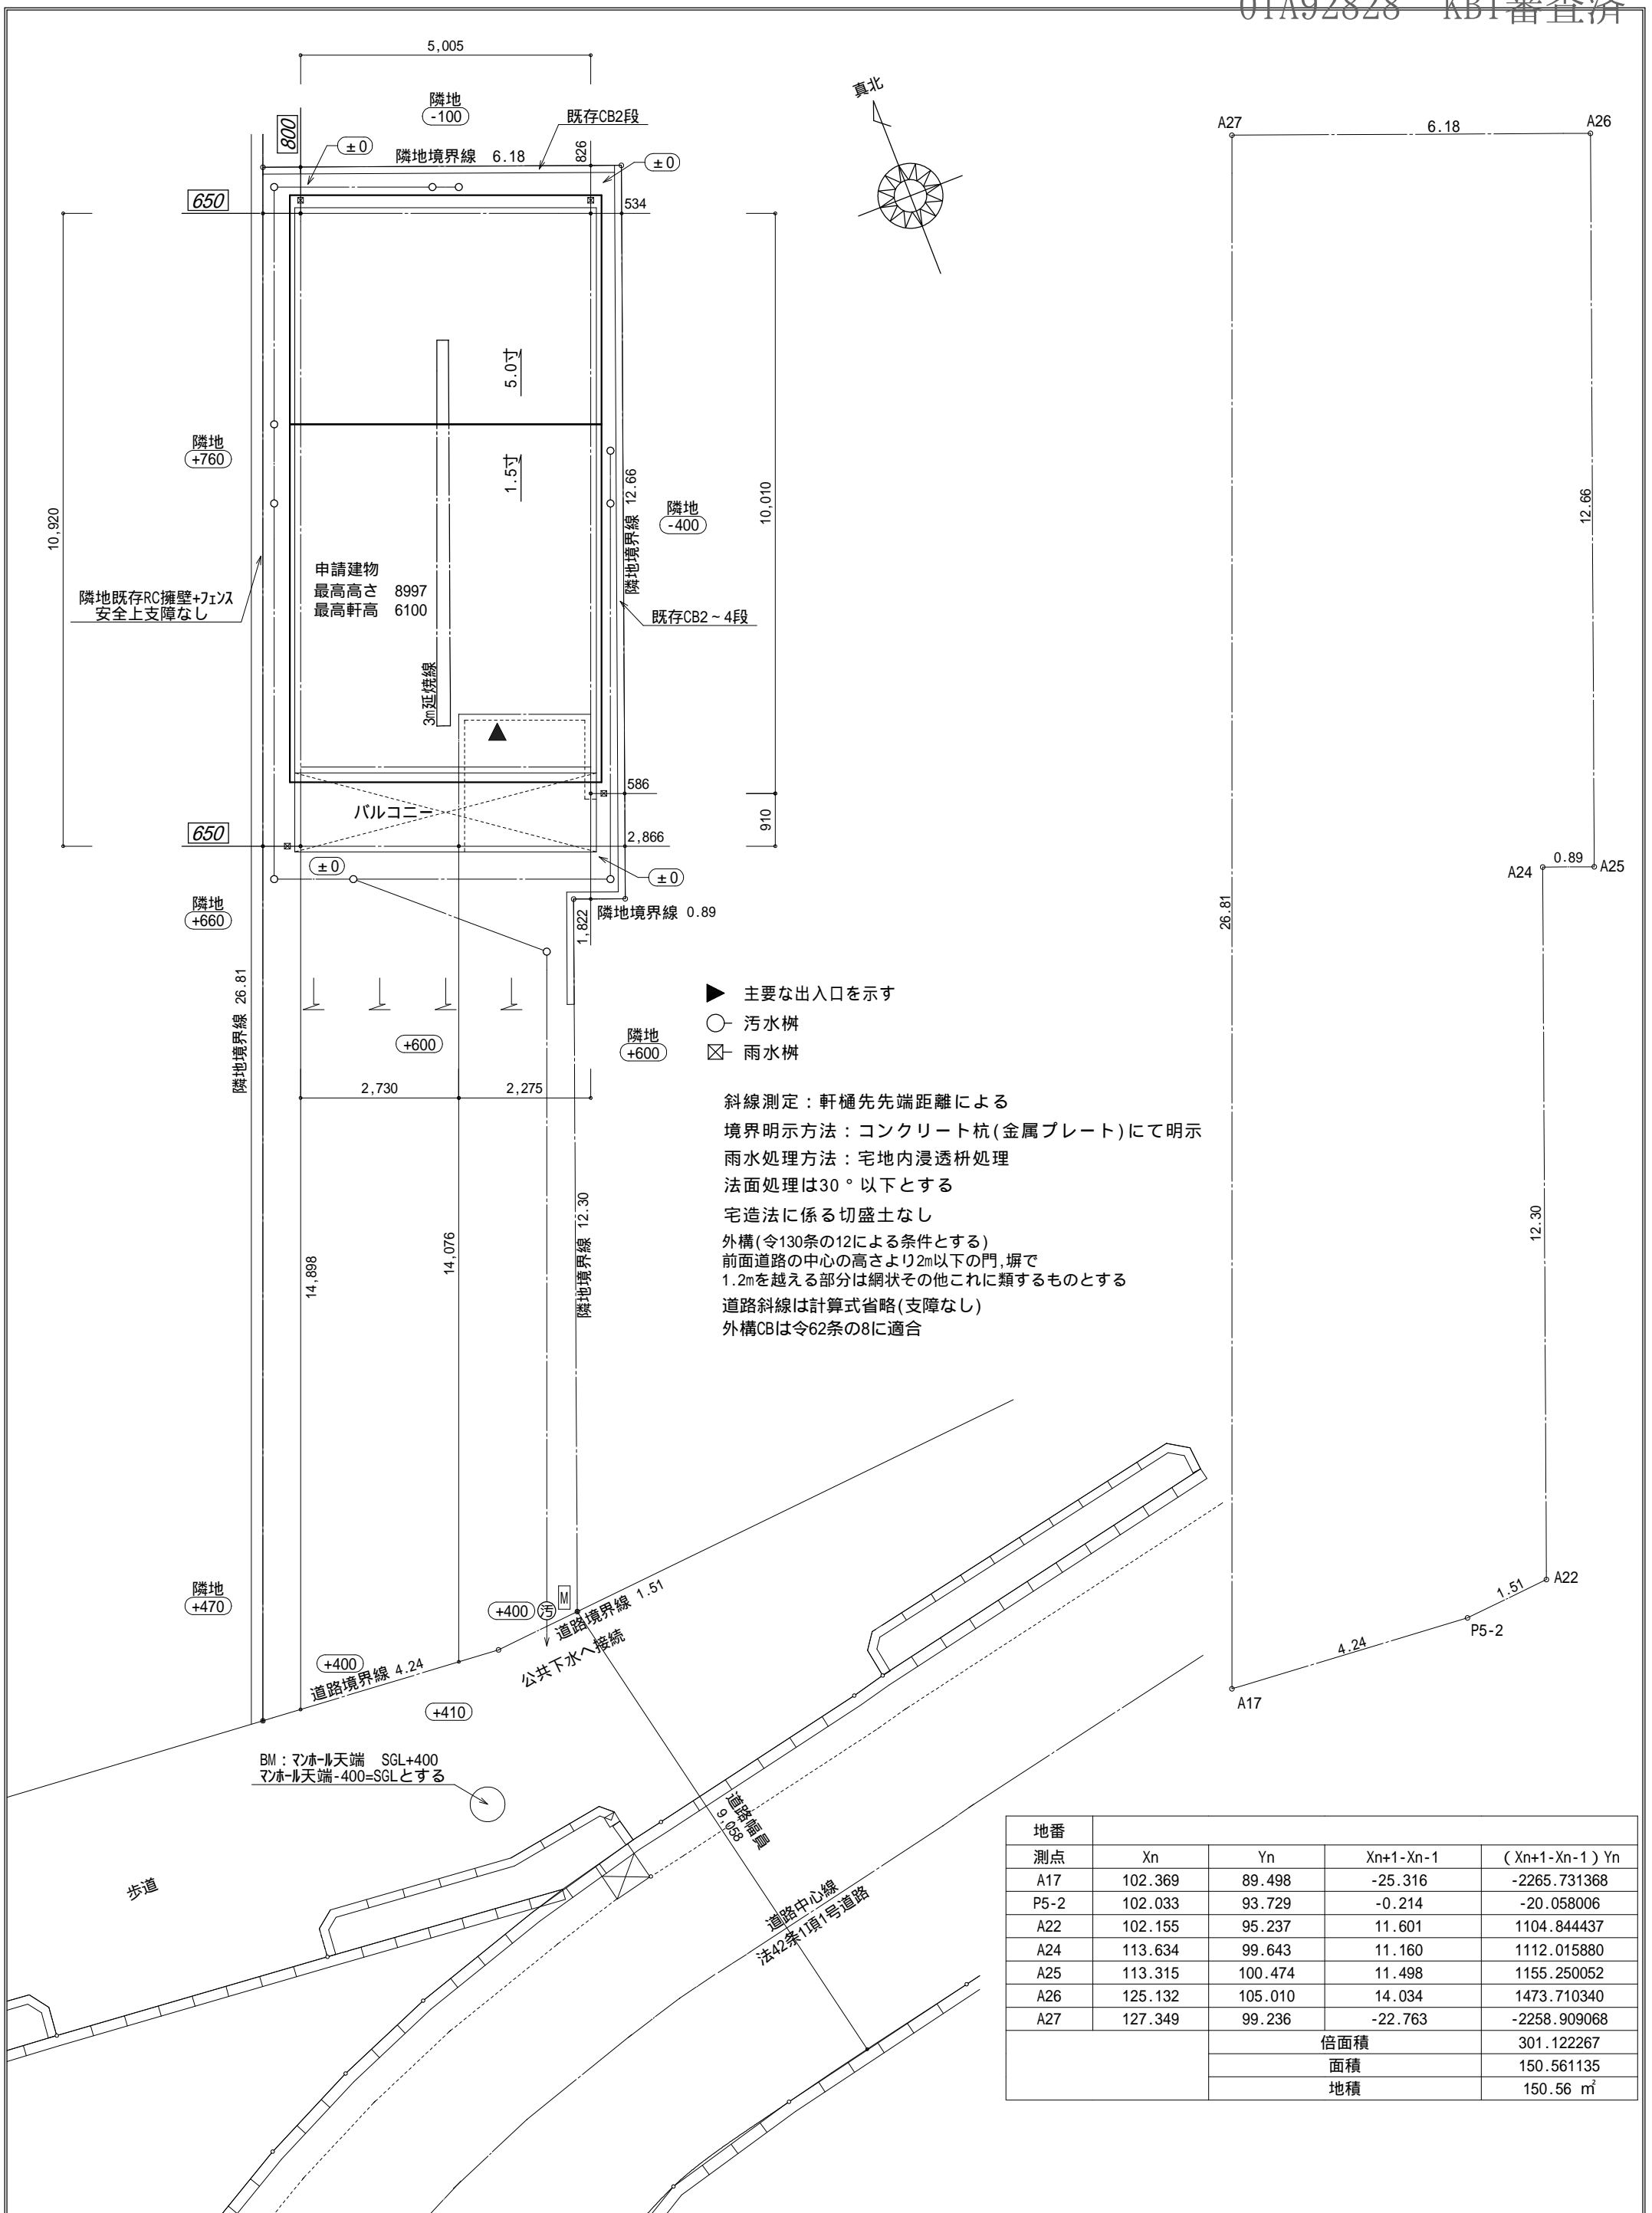 01A92828 KBI審査済
5,005
隣地
-100
800
±0
既存CB2段
隣地境界線 6.18
826
±0
真北
650
534
5.0寸
1.5寸
隣地
+760
10,920
隣地境界線 12.66
隣地
-400
10,010
申請建物
最高高さ 8997
最高軒高 6100
隣地既存RC擁壁+フェンス
安全上支障なし
既存CB2～4段
3m延焼線
バルコニー
586
910
650
2,866
±0
±0
隣地
+660
隣地境界線 0.89
1,822
隣地境界線 26.81
▶ 主要な出入口を示す
汚水桝
雨水桝
+600
隣地
+600
2,730
2,275
斜線測定：軒樋先先端距離による
境界明示方法：コンクリート杭(金属プレート)にて明示
雨水処理方法：宅地内浸透枡処理
法面処理は30°以下とする
宅造法に係る切盛土なし
外構(令130条の12による条件とする)
前面道路の中心の高さより2m以下の門,塀で
1.2mを越える部分は網状その他これに類するものとする
道路斜線は計算式省略(支障なし)
外構CBは令62条の8に適合
14,898
14,076
隣地境界線 12.30
隣地
+470
+400
汚
M
道路境界線 1.51
公共下水へ接続
+400
道路境界線 4.24
+410
BM：マンホール天端 SGL+400
マンホール天端-400=SGLとする
道路幅員
9,058
歩道
道路中心線
法42条1項1号道路
A27
6.18
A26
12.66
26.81
A24
0.89
A25
12.30
1.51
A22
P5-2
4.24
A17
地番
測点 Xn Yn Xn+1-Xn-1 (Xn+1-Xn-1)Yn
A17 102.369 89.498 -25.316 -2265.731368
P5-2 102.033 93.729 -0.214 -20.058006
A22 102.155 95.237 11.601 1104.844437
A24 113.634 99.643 11.160 1112.015880
A25 113.315 100.474 11.498 1155.250052
A26 125.132 105.010 14.034 1473.710340
A27 127.349 99.236 -22.763 -2258.909068
倍面積 301.122267
面積 150.561135
地積 150.56 ㎡